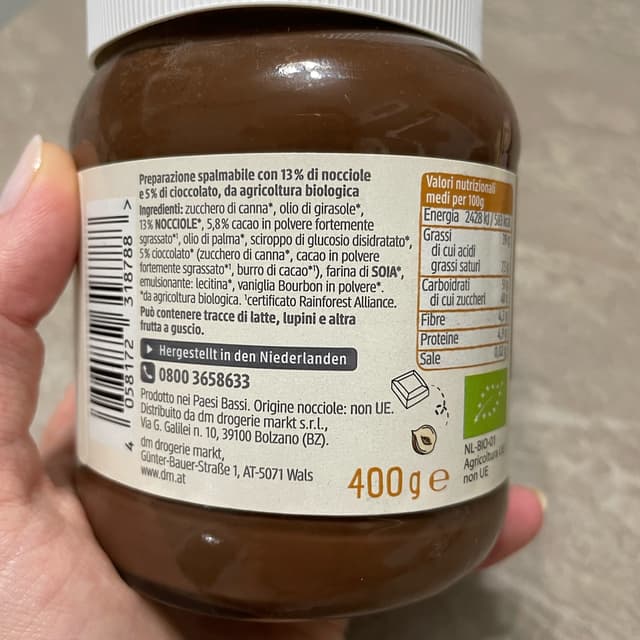 Preparazione spalmabile con 13% di nocciole
e 5% di cioccolato, da agricoltura biologica
Ingredienti: zucchero di canna*, olio di girasole*,
13% NOCCIOLE*, 5,8% cacao in polvere fortemente
sgrassato*¹, olio di palma*, sciroppo di glucosio disidratato*,
5% cioccolato* (zucchero di canna*, cacao in polvere
fortemente sgrassato*¹, burro di cacao*¹), farina di SOIA*,
emulsionante: lecitina*, vaniglia Bourbon in polvere*.
*da agricoltura biologica. ¹certificato Rainforest Alliance.
Può contenere tracce di latte, lupini e altra
frutta a guscio.
Hergestellt in den Niederlanden
0800 3658633
Prodotto nei Paesi Bassi. Origine nocciole: non UE.
Distribuito da dm drogerie markt s.r.l.,
Via G. Galilei n. 10, 39100 Bolzano (BZ).
dm drogerie markt,
Günter-Bauer-Straße 1, AT-5071 Wals
www.dm.at
400 g e
4 058172 318788 >
Valori nutrizionali
medi per 100g
Energia 2428 kJ/
Grassi
di cui acidi
grassi saturi
Carboidrati
di cui zuccheri
Fibre
Proteine
Sale
NL-BIO-01
Agricoltura
non UE